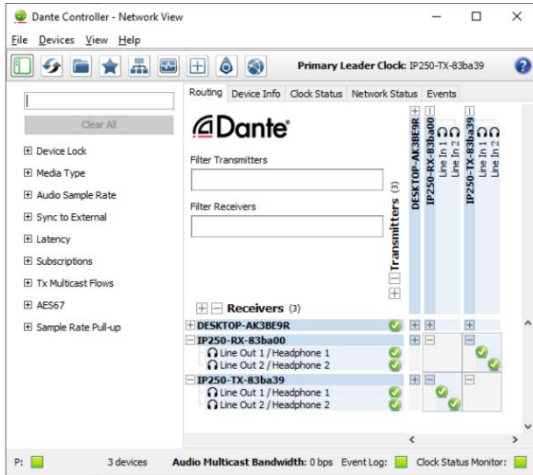 Dante Controller - Network View
File Devices View Help
Primary Leader Clock: IP250-TX-83ba39
Routing Device Info Clock Status Network Status Events
Clear All
Device Lock
Media Type
Audio Sample Rate
Sync to External
Latency
Subscriptions
Tx Multicast Flows
AES67
Sample Rate Pull-up
Dante®
Filter Transmitters
Filter Receivers
Transmitters (3)
DESKTOP-AK3BE9R
IP250-RX-83ba00
Line In 1
Line In 2
IP250-TX-83ba39
Line In 1
Line In 2
Receivers (3)
DESKTOP-AK3BE9R
IP250-RX-83ba00
Line Out 1 / Headphone 1
Line Out 2 / Headphone 2
IP250-TX-83ba39
Line Out 1 / Headphone 1
Line Out 2 / Headphone 2
P: 3 devices Audio Multicast Bandwidth: 0 bps Event Log: Clock Status Monitor: